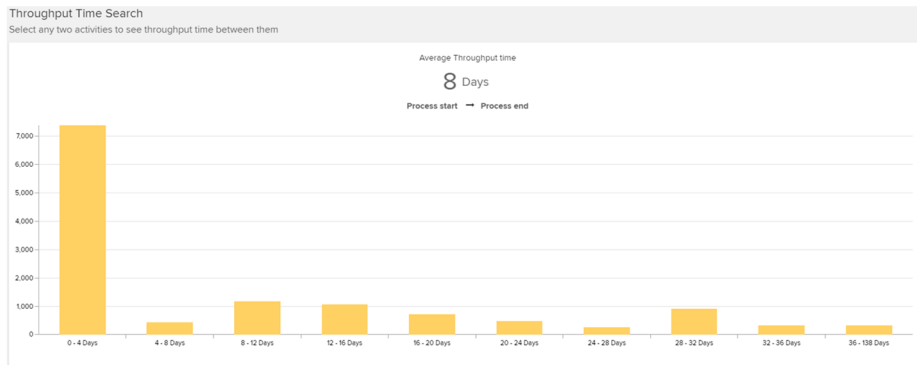 Throughput Time Search
Select any two activities to see throughput time between them
Average Throughput time
8 Days
Process start → Process end
7,000
6,000
5,000
4,000
3,000
2,000
1,000
0
0 - 4 Days 4 - 8 Days 8 - 12 Days 12 - 16 Days 16 - 20 Days 20 - 24 Days 24 - 28 Days 28 - 32 Days 32 - 36 Days 36 - 138 Days